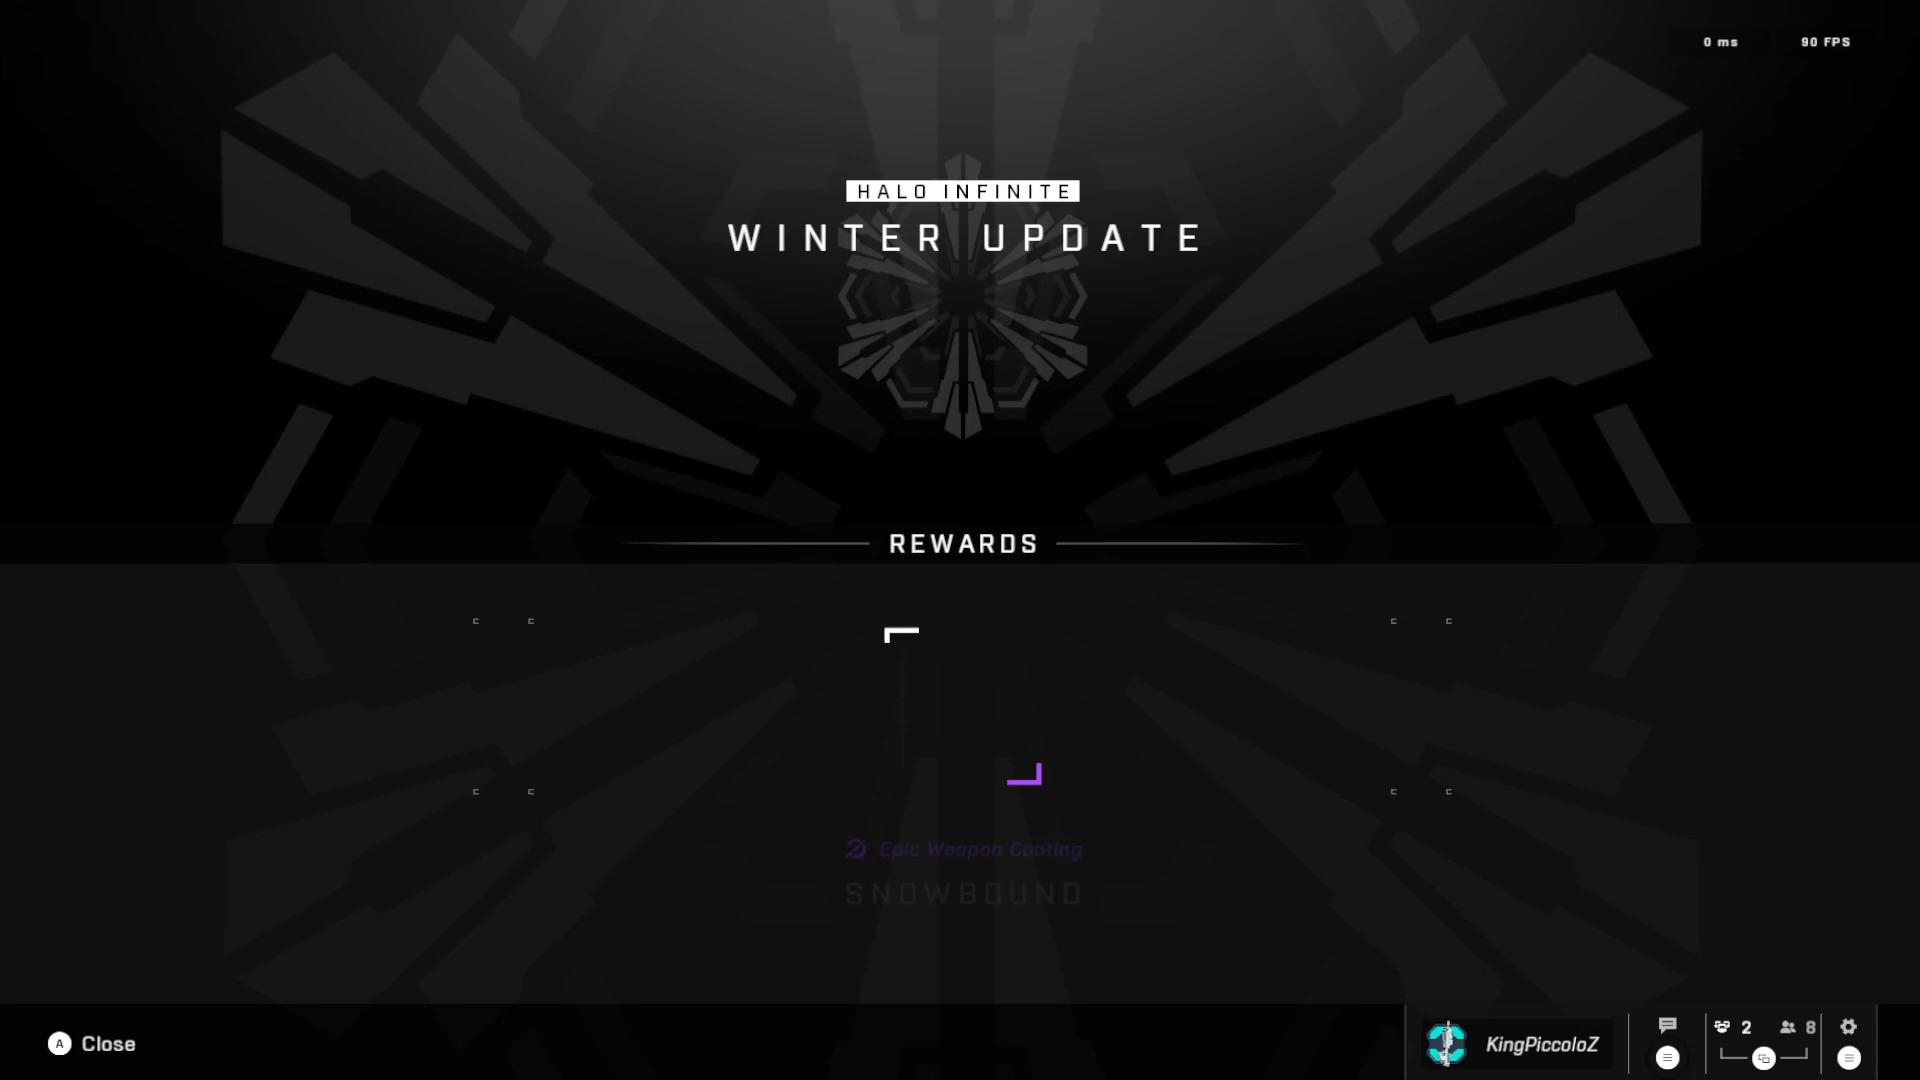 0 ms 90 FPS
HALO INFINITE
WINTER UPDATE
REWARDS
Epic Weapon Coating
SNOWBOUND
A Close
KingPiccoloZ
2 8